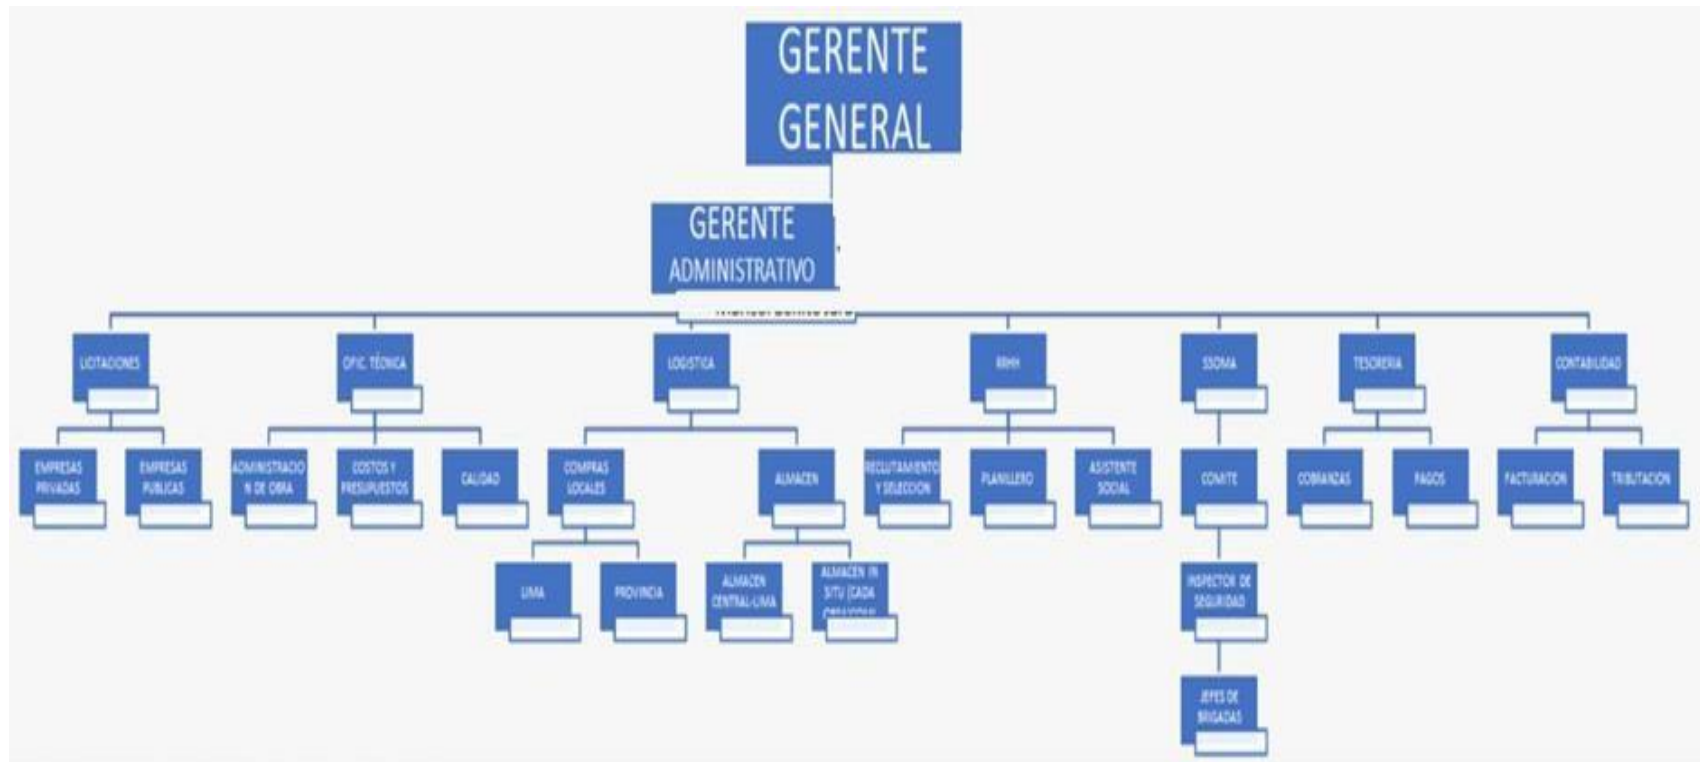 GERENTE
GENERAL
GERENTE
ADMINISTRATIVO
LICITACIONES
OFIC. TÉCNICA
LOGISTICA
RRHH
SSOMA
TESORERIA
CONTABILIDAD
EMPRESAS
PRIVADAS
EMPRESAS
PUBLICAS
ADMINISTRACIO
N DE OBRA
COSTOS Y
PRESUPUESTOS
CALIDAD
COMPRAS
LOCALES
ALMACEN
RECLUTAMIENTO
Y SELECCION
PLANILLERO
ASISTENTE
SOCIAL
COMITE
COBRANZAS
PAGOS
FACTURACION
TRIBUTACION
LIMA
PROVINCIA
ALMACEN
CENTRAL-LIMA
ALMACEN IN
SITU (CADA
INSPECTOR DE
SEGURIDAD
JEFES DE
BRIGADAS